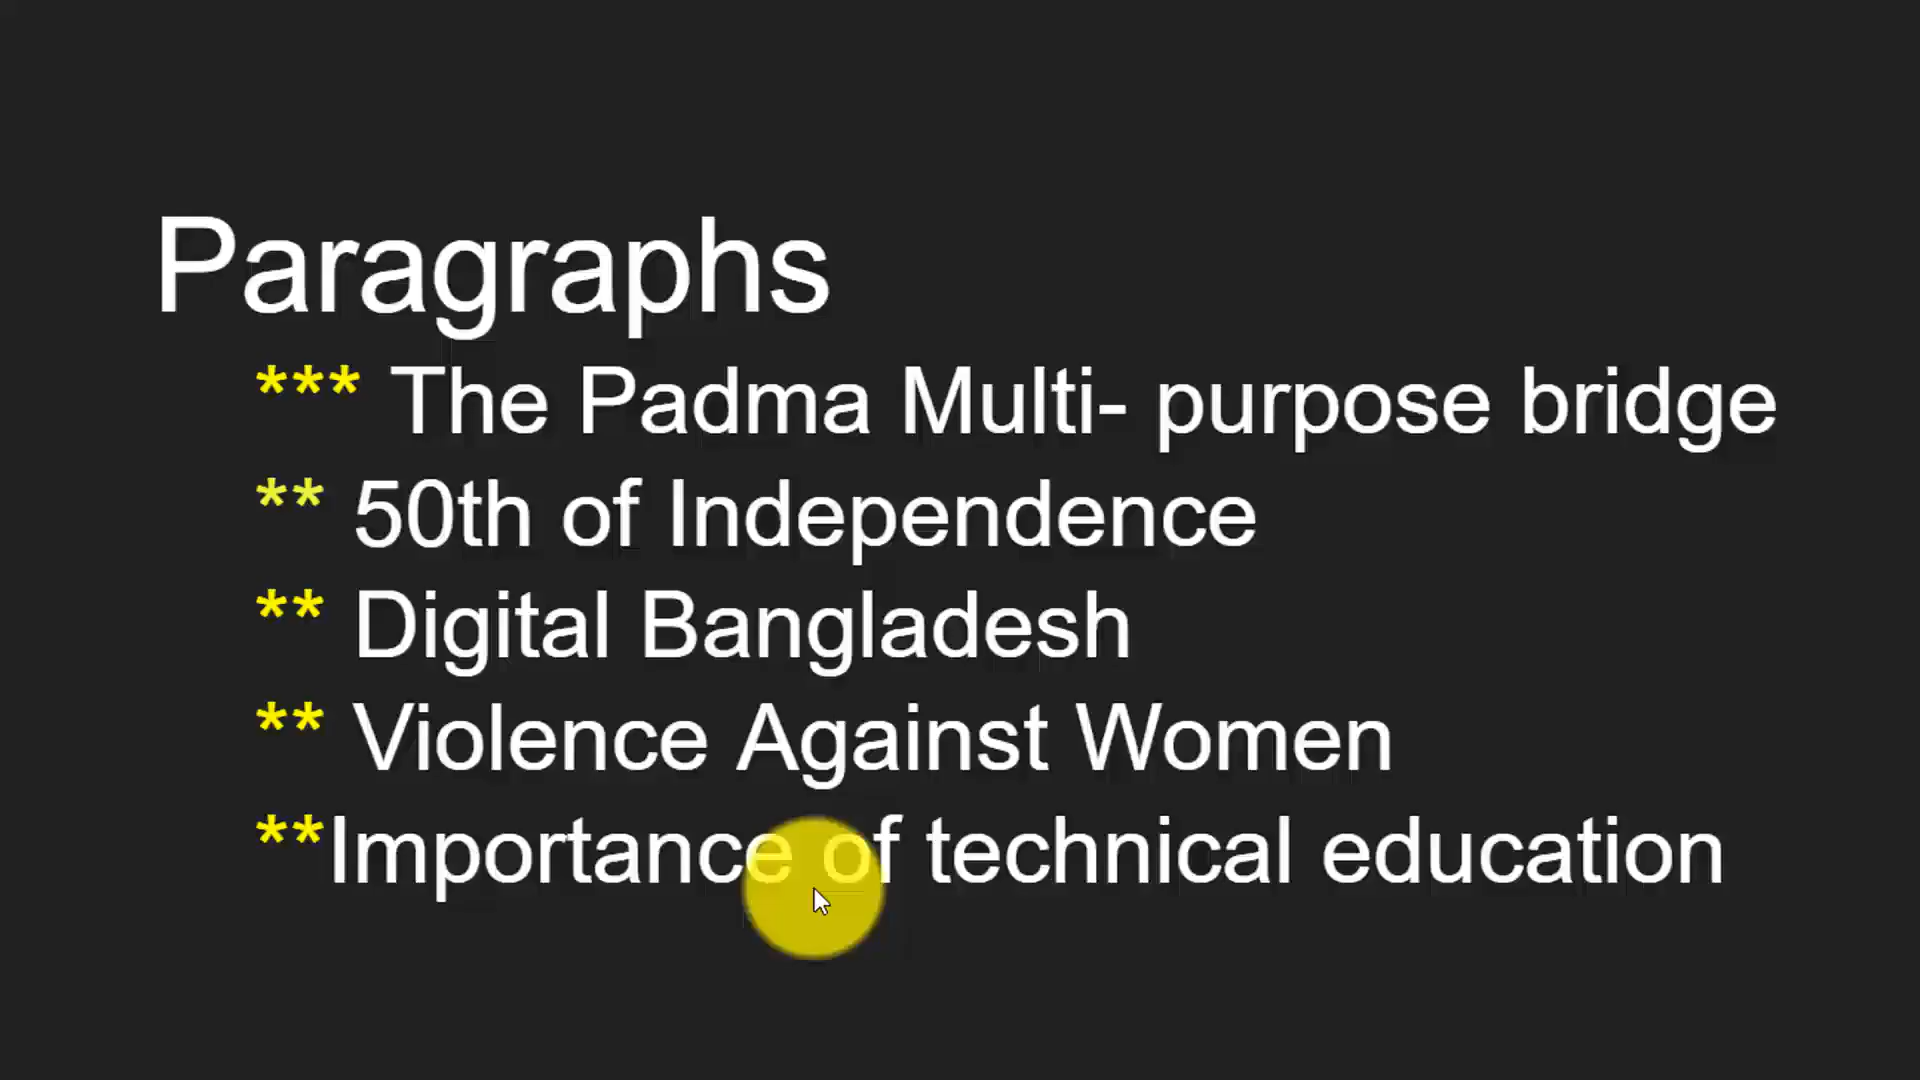 Paragraphs
*** The Padma Multi- purpose bridge
** 50th of Independence
** Digital Bangladesh
** Violence Against Women
**Importance of technical education